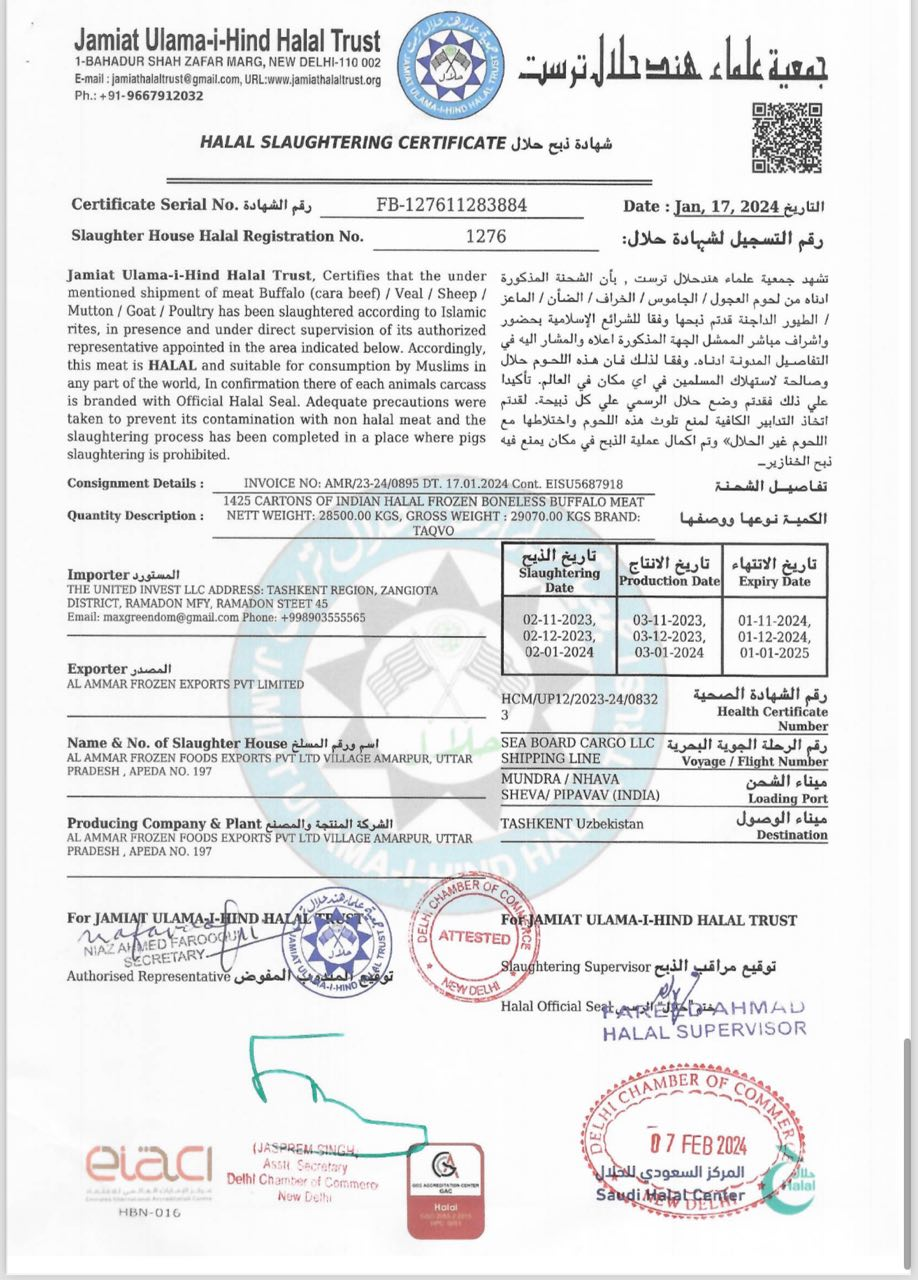 Jamiat Ulama-i-Hind Halal Trust
1-BAHADUR SHAH ZAFAR MARG, NEW DELHI-110 002
E-mail : jamiathalaltrust@gmail.com, URL:www.jamiathalaltrust.org
Ph.: +91-9667912032
JAMIAT ULAMA-I-HIND HALAL TRUST
حلال
جمعية علماء هند حلال ترست
HALAL SLAUGHTERING CERTIFICATE شهادة ذبح حلال
Certificate Serial No. رقم الشهادة FB-127611283884
Date : Jan, 17, 2024 التاريخ
Slaughter House Halal Registration No. 1276 رقم التسجيل لشهادة حلال:
Jamiat Ulama-i-Hind Halal Trust, Certifies that the under
mentioned shipment of meat Buffalo (cara beef) / Veal / Sheep /
Mutton / Goat / Poultry has been slaughtered according to Islamic
rites, in presence and under direct supervision of its authorized
representative appointed in the area indicated below. Accordingly,
this meat is HALAL and suitable for consumption by Muslims in
any part of the world, In confirmation there of each animals carcass
is branded with Official Halal Seal. Adequate precautions were
taken to prevent its contamination with non halal meat and the
slaughtering process has been completed in a place where pigs
slaughtering is prohibited.
تشهد جمعية علماء هندحلال ترست , بأن الشحنة المذكورة
ادناه من لحوم العجول / الجاموس / الخراف / الضأن / الماعز
/ الطيور الداجنة قدتم ذبحها وفقا للشرائع الإسلامية بحضور
واشراف مباشر الممشل الجهة المذكورة اعلاه والمشار اليه في
التفاصيل المدونة ادناه. وفقا لذلك فان هذه اللحوم حلال
وصالحة لاستهلاك المسلمين في اي مكان في العالم. تأكيدا
علي ذلك فقدتم وضع حلال الرسمي علي كل نبيحة. لقدتم
اتخاذ التدابير الكافية لمنع تلوث هذه اللحوم واختلاطها مع
اللحوم غير الحلال» وتم اكمال عملية الذبح في مكان يمنع فيه
ذبح الخنازير
Consignment Details : INVOICE NO: AMR/23-24/0895 DT. 17.01.2024 Cont. EISU5687918 تفاصيل الشحنة
Quantity Description : 1425 CARTONS OF INDIAN HALAL FROZEN BONELESS BUFFALO MEAT
NETT WEIGHT: 28500.00 KGS, GROSS WEIGHT : 29070.00 KGS BRAND:
TAQVO
الكمية نوعها ووصفها
Importer المستورد
THE UNITED INVEST LLC ADDRESS: TASHKENT REGION, ZANGIOTA
DISTRICT, RAMADON MFY, RAMADON STEET 45
Email: maxgreendom@gmail.com Phone: +998903555565
تاريخ الذبح تاريخ الانتاج تاريخ الانتهاء
Slaughtering Date Production Date Expiry Date
02-11-2023, 03-11-2023, 01-11-2024,
02-12-2023, 03-12-2023, 01-12-2024,
02-01-2024 03-01-2024 01-01-2025
Exporter المصدر
AL AMMAR FROZEN EXPORTS PVT LIMITED
HCM/UP12/2023-24/0832
3
رقم الشهادة الصحية
Health Certificate
Number
Name & No. of Slaughter House اسم ورقم المسلخ
AL AMMAR FROZEN FOODS EXPORTS PVT LTD VILLAGE AMARPUR, UTTAR
PRADESH , APEDA NO. 197
SEA BOARD CARGO LLC
SHIPPING LINE
رقم الرحلة الجوية البحرية
Voyage / Flight Number
MUNDRA / NHAVA
SHEVA/ PIPAVAV (INDIA)
ميناء الشحن
Loading Port
Producing Company & Plant الشركة المنتجة والمصنع
AL AMMAR FROZEN FOODS EXPORTS PVT LTD VILLAGE AMARPUR, UTTAR
PRADESH , APEDA NO. 197
TASHKENT Uzbekistan
ميناء الوصول
Destination
For JAMIAT ULAMA-I-HIND HALAL TRUST
NIAZ AHMED FAROOQUI
SECRETARY
Authorised Representative توقيع المندوب المفوض
DELHI CHAMBER OF COMMERCE
ATTESTED
NEW DELHI
For JAMIAT ULAMA-I-HIND HALAL TRUST
Slaughtering Supervisor توقيع مراقب الذبح
Halal Official Seal
FAREED AHMAD
HALAL SUPERVISOR
eiaci
مركز الإمارات العالمي للاعتماد
Emirates International Accreditation Centre
HBN-016
(JASPREM SINGH)
Asstt. Secretary
Delhi Chamber of Commerce
New Delhi
GCC ACCREDITATION CENTER
GAC
Halal
DELHI CHAMBER OF COMMERCE
07 FEB 2024
المركز السعودي للحلال
Saudi Halal Center
حلال
Halal